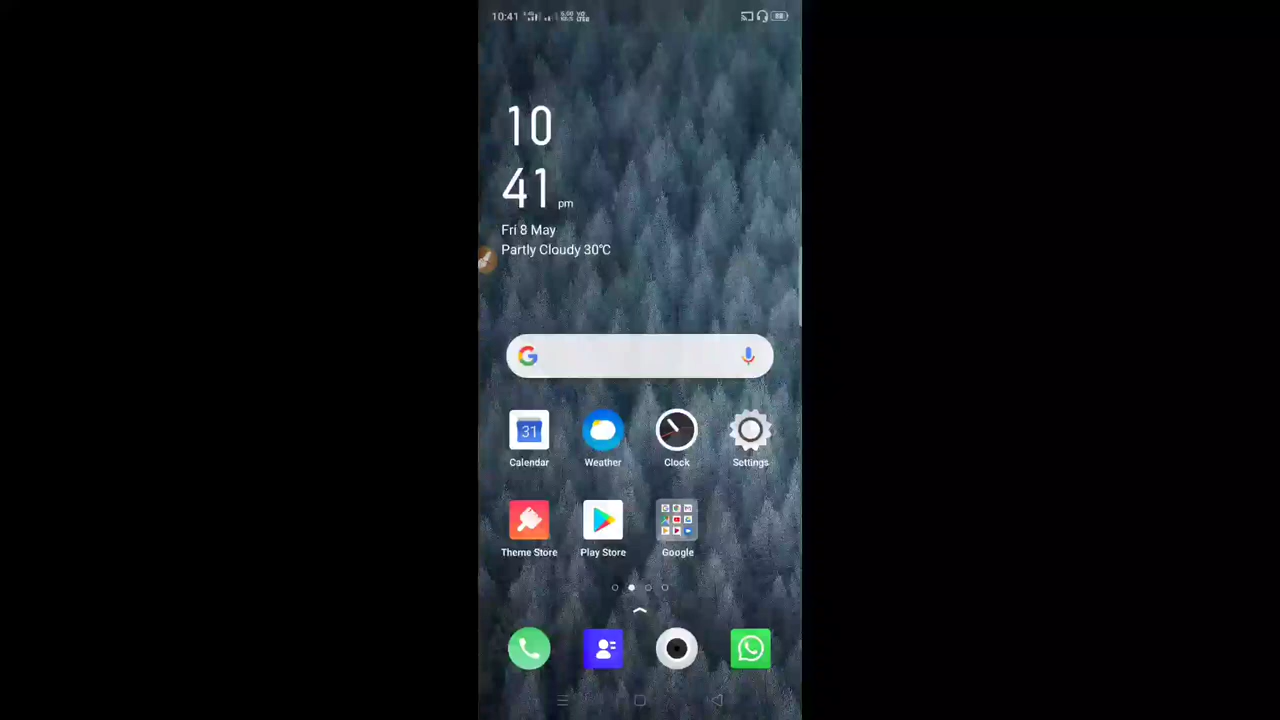 10:41
10
41 pm
Fri 8 May
Partly Cloudy 30°C
31
Calendar Weather Clock Settings
Theme Store Play Store Google